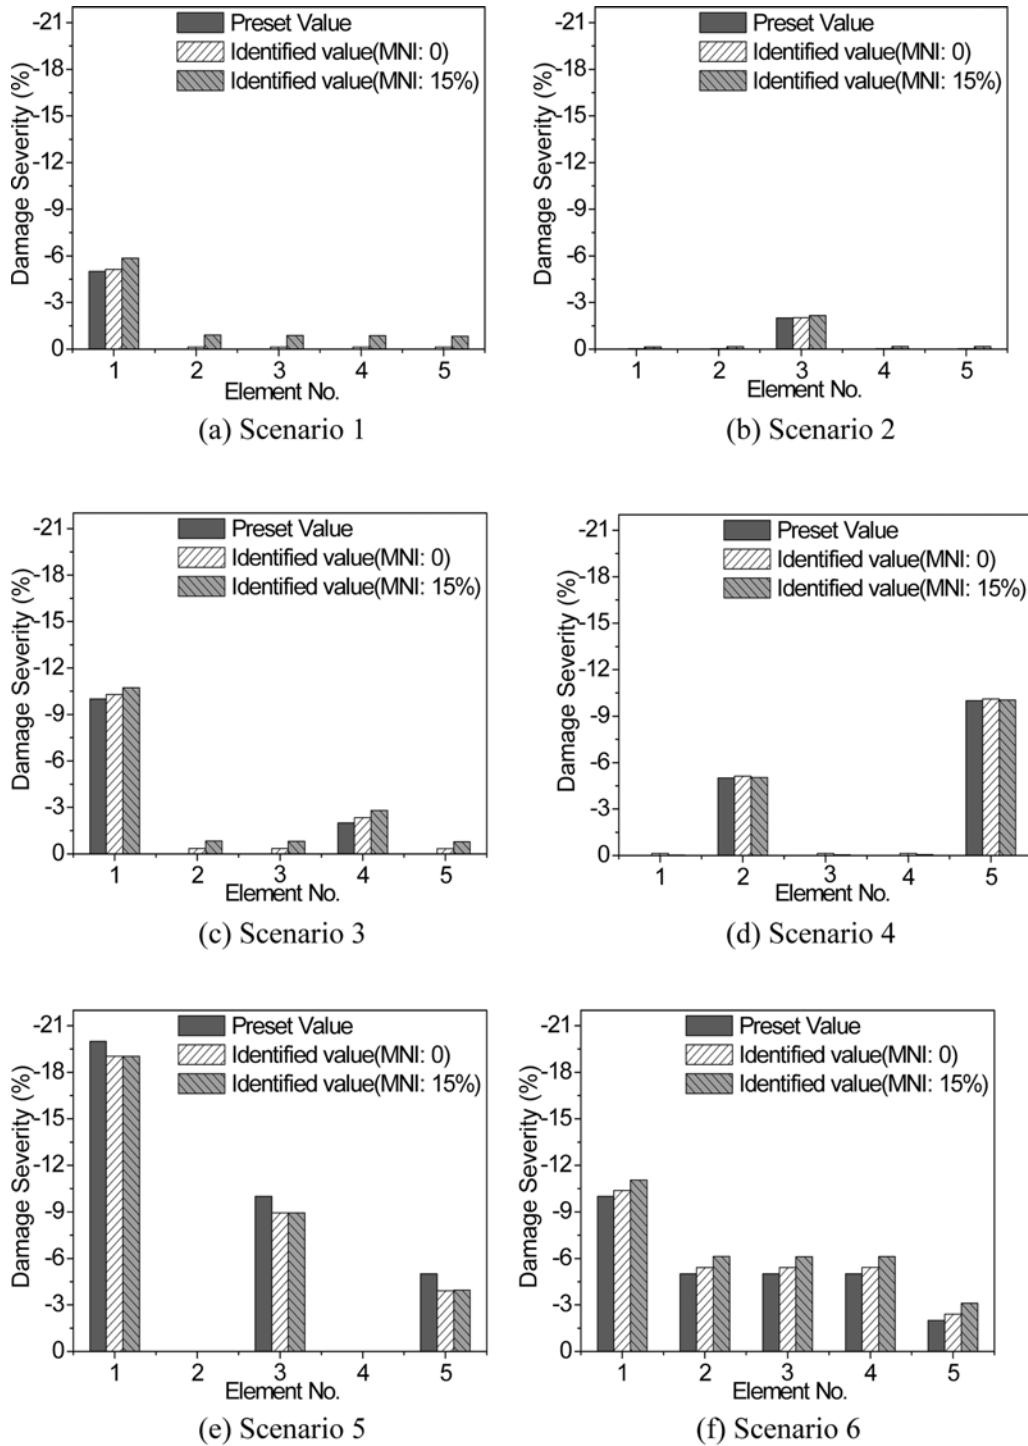 Damage Severity (%)
-21
-18
-15
-12
-9
-6
-3
0
Preset Value
Identified value(MNI: 0)
Identified value(MNI: 15%)
1 2 3 4 5
Element No.
(a) Scenario 1
Damage Severity (%)
-21
-18
-15
-12
-9
-6
-3
0
Preset Value
Identified value(MNI: 0)
Identified value(MNI: 15%)
1 2 3 4 5
Element No.
(b) Scenario 2
Damage Severity (%)
-21
-18
-15
-12
-9
-6
-3
0
Preset Value
Identified value(MNI: 0)
Identified value(MNI: 15%)
1 2 3 4 5
Element No.
(c) Scenario 3
Damage Severity (%)
-21
-18
-15
-12
-9
-6
-3
0
Preset Value
Identified value(MNI: 0)
Identified value(MNI: 15%)
1 2 3 4 5
Element No.
(d) Scenario 4
Damage Severity (%)
-21
-18
-15
-12
-9
-6
-3
0
Preset Value
Identified value(MNI: 0)
Identified value(MNI: 15%)
1 2 3 4 5
Element No.
(e) Scenario 5
Damage Severity (%)
-21
-18
-15
-12
-9
-6
-3
0
Preset Value
Identified value(MNI: 0)
Identified value(MNI: 15%)
1 2 3 4 5
Element No.
(f) Scenario 6